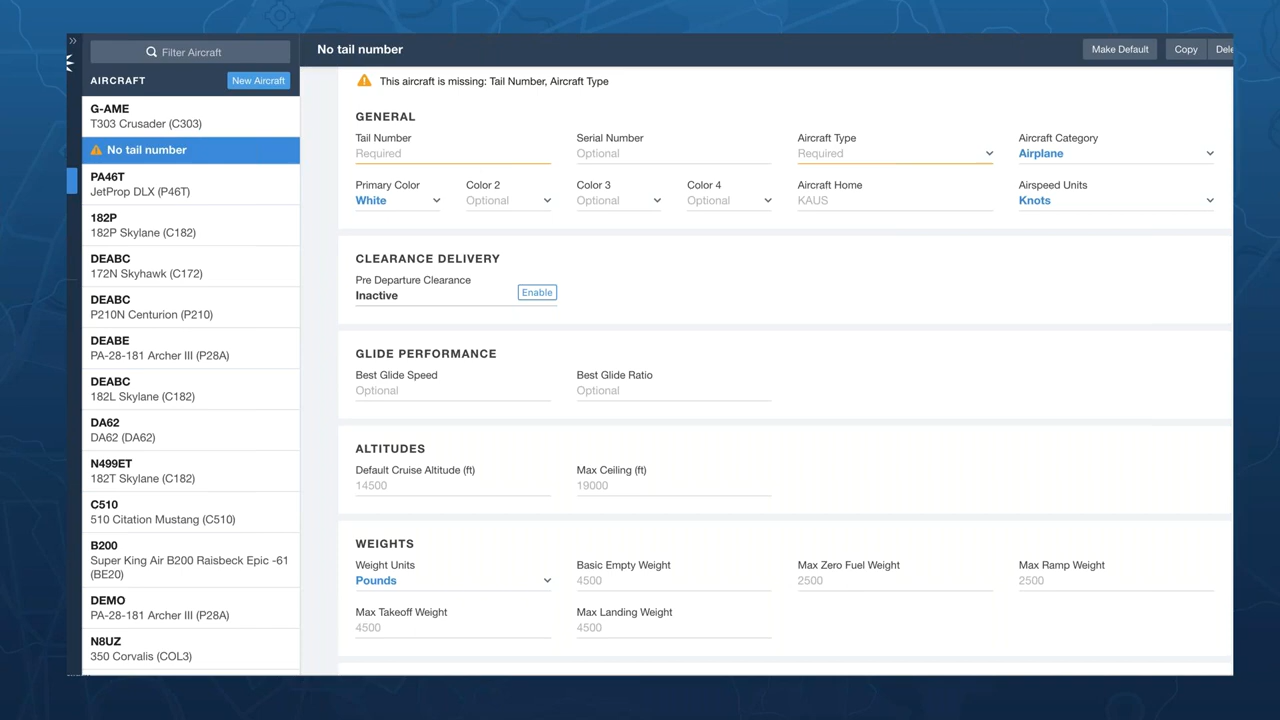 Filter Aircraft
AIRCRAFT
New Aircraft
G-AME
T303 Crusader (C303)
No tail number
PA46T
JetProp DLX (P46T)
182P
182P Skylane (C182)
DEABC
172N Skyhawk (C172)
DEABC
P210N Centurion (P210)
DEABE
PA-28-181 Archer III (P28A)
DEABC
182L Skylane (C182)
DA62
DA62 (DA62)
N499ET
182T Skylane (C182)
C510
510 Citation Mustang (C510)
B200
Super King Air B200 Raisbeck Epic -61
(BE20)
DEMO
PA-28-181 Archer III (P28A)
N8UZ
350 Corvalis (COL3)
No tail number
Make Default
Copy
Dele
This aircraft is missing: Tail Number, Aircraft Type
GENERAL
Tail Number
Required
Serial Number
Optional
Aircraft Type
Required
Aircraft Category
Airplane
Primary Color
White
Color 2
Optional
Color 3
Optional
Color 4
Optional
Aircraft Home
KAUS
Airspeed Units
Knots
CLEARANCE DELIVERY
Pre Departure Clearance
Inactive
Enable
GLIDE PERFORMANCE
Best Glide Speed
Optional
Best Glide Ratio
Optional
ALTITUDES
Default Cruise Altitude (ft)
14500
Max Ceiling (ft)
19000
WEIGHTS
Weight Units
Pounds
Basic Empty Weight
4500
Max Zero Fuel Weight
2500
Max Ramp Weight
2500
Max Takeoff Weight
4500
Max Landing Weight
4500